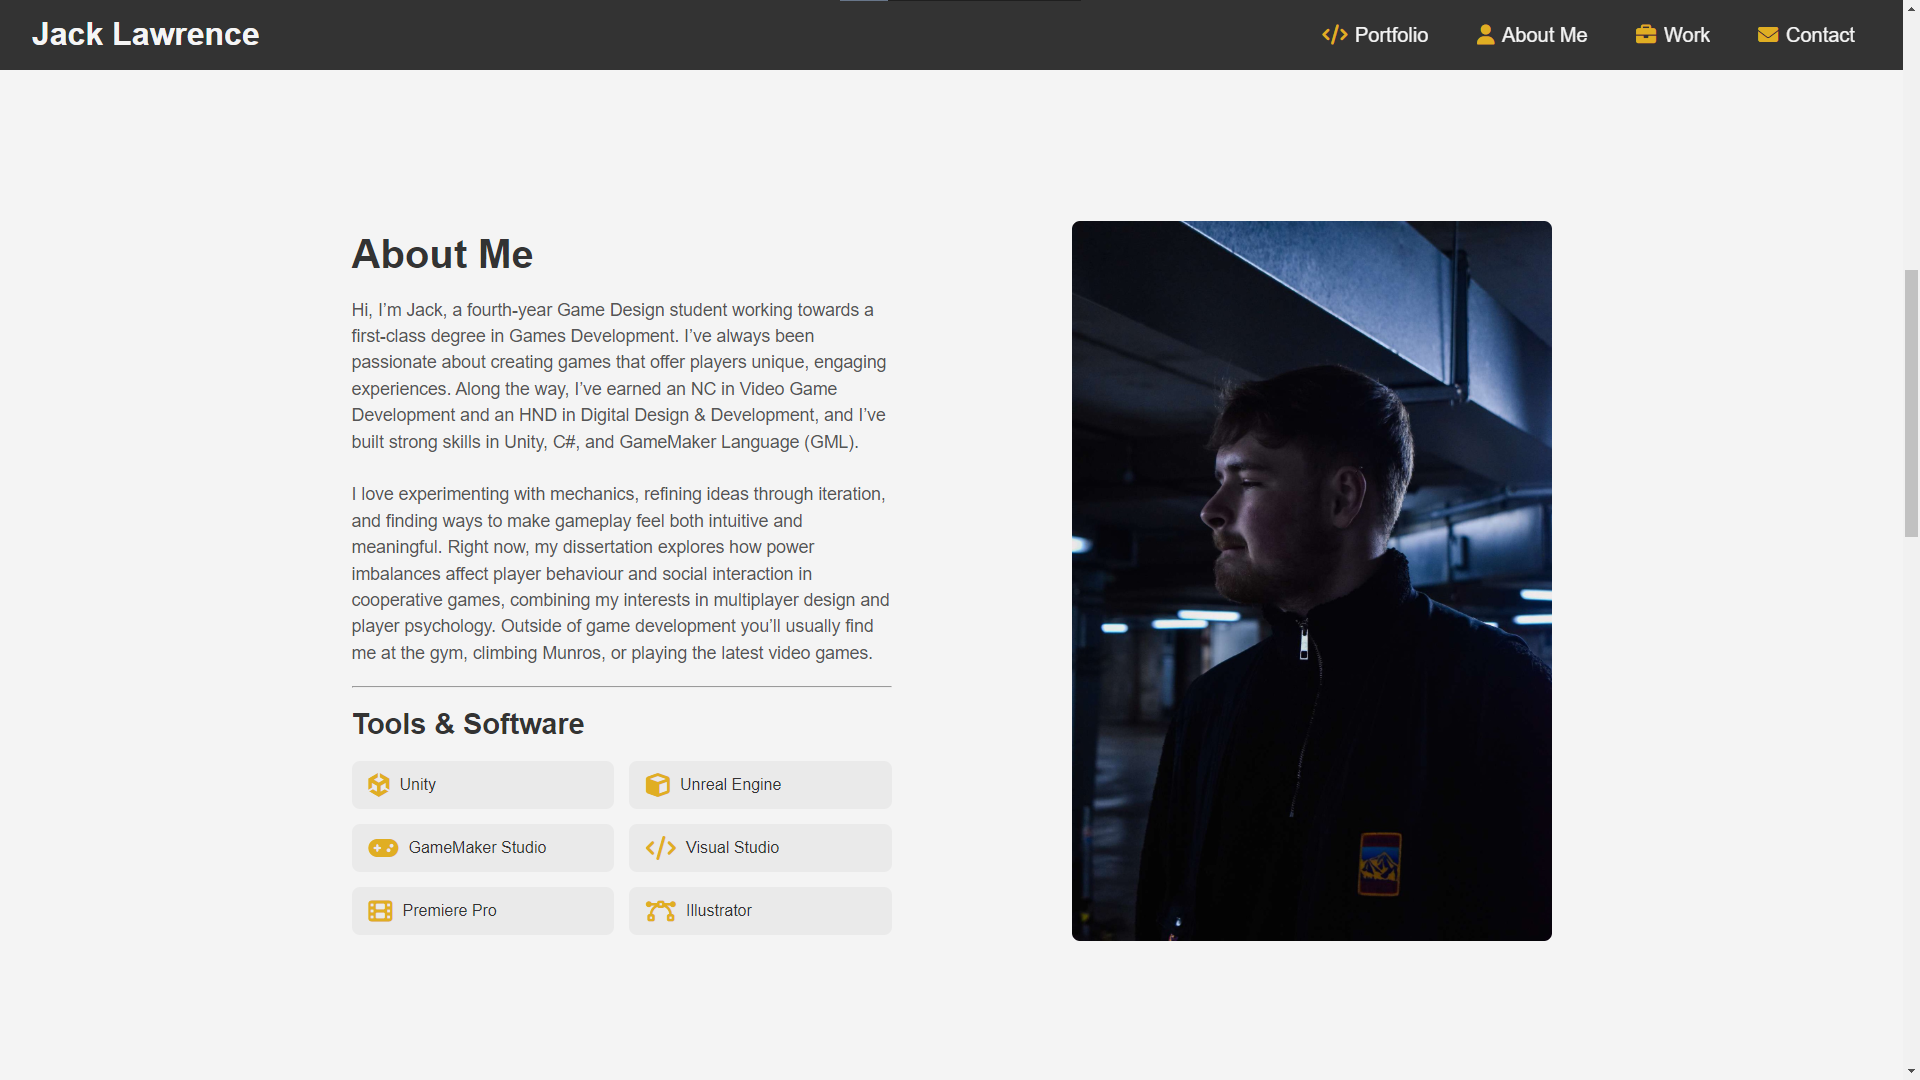 Jack Lawrence
Portfolio
About Me
Work
Contact
About Me
Hi, I’m Jack, a fourth-year Game Design student working towards a
first-class degree in Games Development. I’ve always been
passionate about creating games that offer players unique, engaging
experiences. Along the way, I’ve earned an NC in Video Game
Development and an HND in Digital Design & Development, and I’ve
built strong skills in Unity, C#, and GameMaker Language (GML).
I love experimenting with mechanics, refining ideas through iteration,
and finding ways to make gameplay feel both intuitive and
meaningful. Right now, my dissertation explores how power
imbalances affect player behaviour and social interaction in
cooperative games, combining my interests in multiplayer design and
player psychology. Outside of game development you’ll usually find
me at the gym, climbing Munros, or playing the latest video games.
Tools & Software
Unity
Unreal Engine
GameMaker Studio
Visual Studio
Premiere Pro
Illustrator